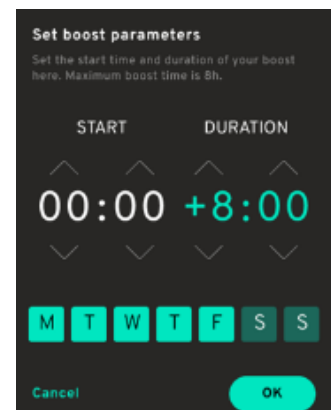 Set boost parameters
Set the start time and duration of your boost
here. Maximum boost time is 8h.
START DURATION
00:00 +8:00
M T W T F S S
Cancel OK